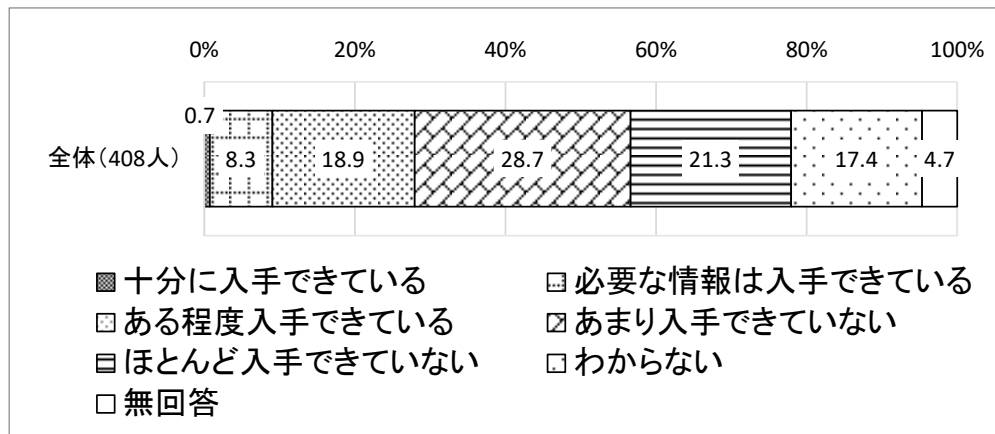 0% 20% 40% 60% 80% 100%
0.7
全体(408人) 8.3 18.9 28.7 21.3 17.4 4.7
十分に入手できている 必要な情報は入手できている
ある程度入手できている あまり入手できていない
ほとんど入手できていない わからない
無回答